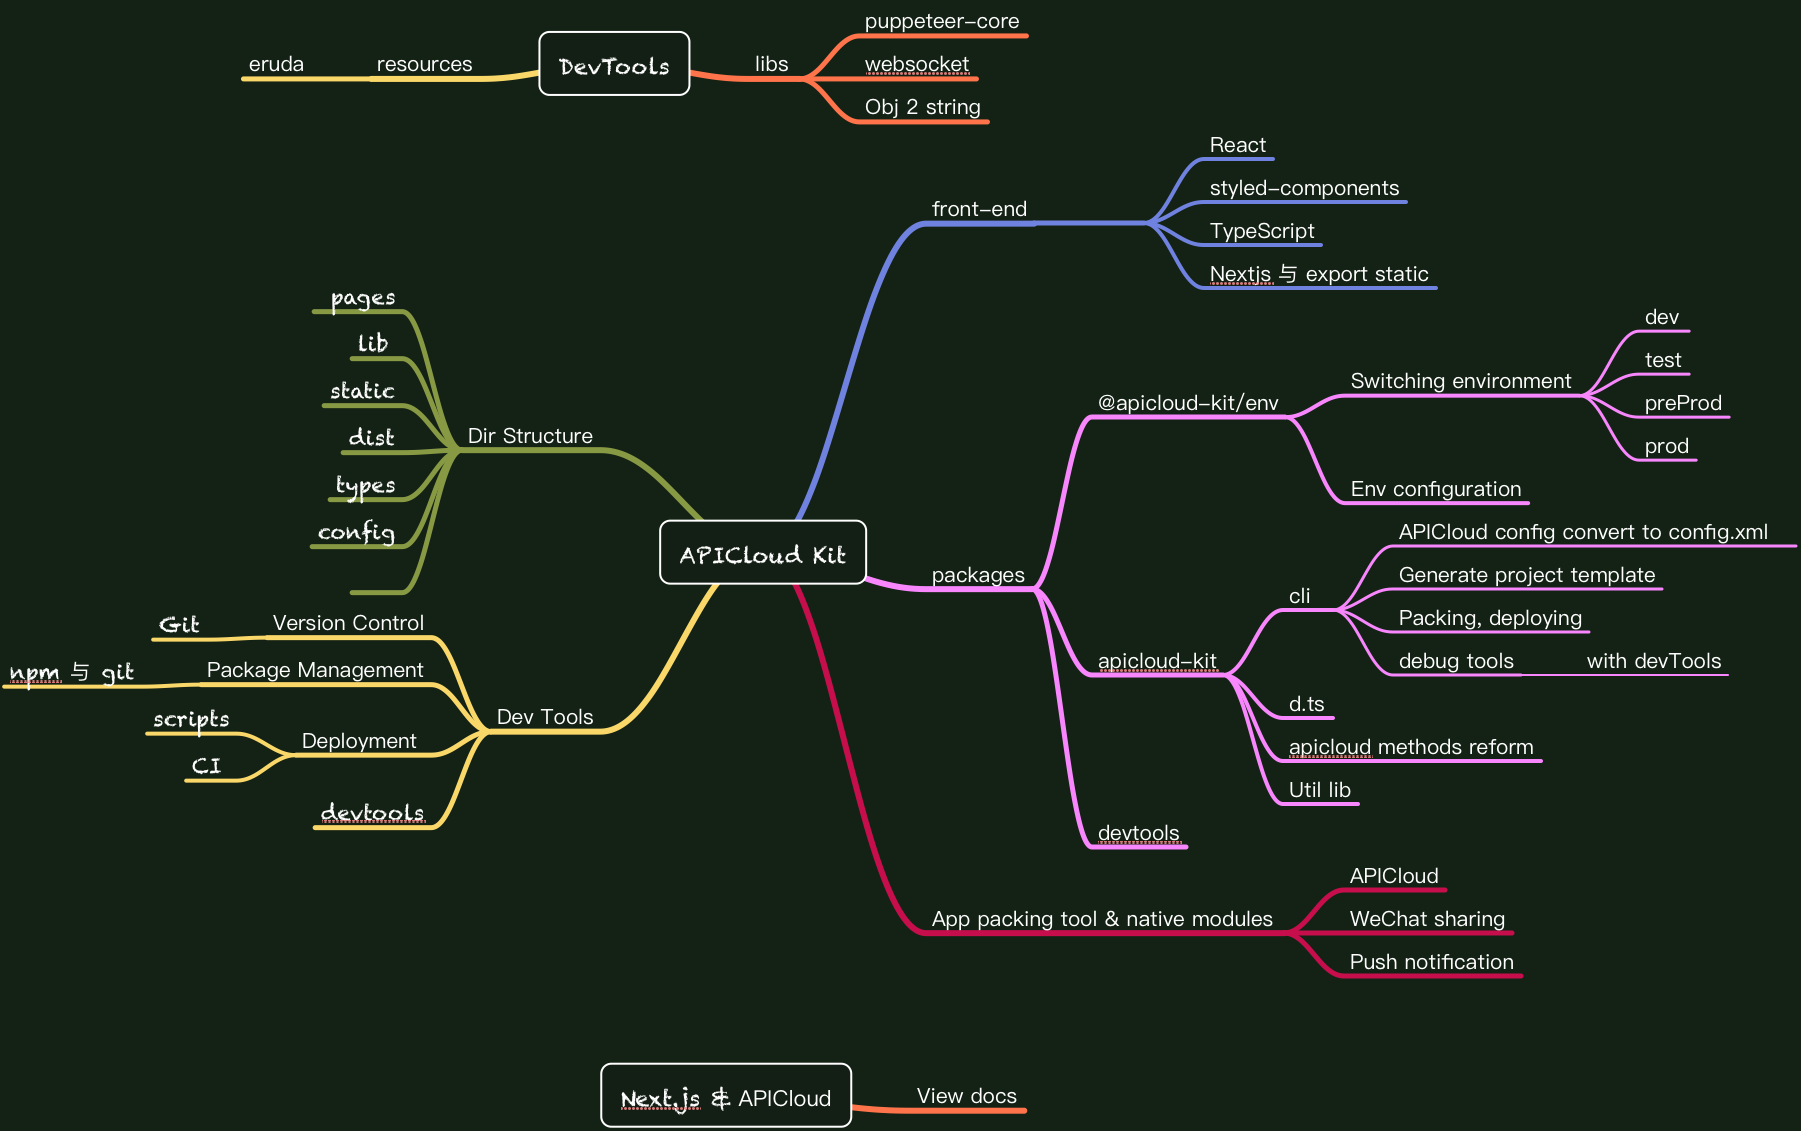 puppeteer-core
eruda
resources
DevTools
libs
websocket
Obj 2 string
React
styled-components
front-end
TypeScript
Nextjs 与 export static
pages
lib
static
dist
types
config
Dir Structure
dev
test
Switching environment
preProd
@apicloud-kit/env
prod
Env configuration
APICloud Kit
packages
APICloud config convert to config.xml
Generate project template
cli
Packing, deploying
apicloud-kit
debug tools
with devTools
d.ts
apicloud methods reform
Util lib
devtools
Git
Version Control
npm 与 git
Package Management
Dev Tools
scripts
Deployment
CI
devtools
APICloud
App packing tool & native modules
WeChat sharing
Push notification
Next.js & APICloud
View docs